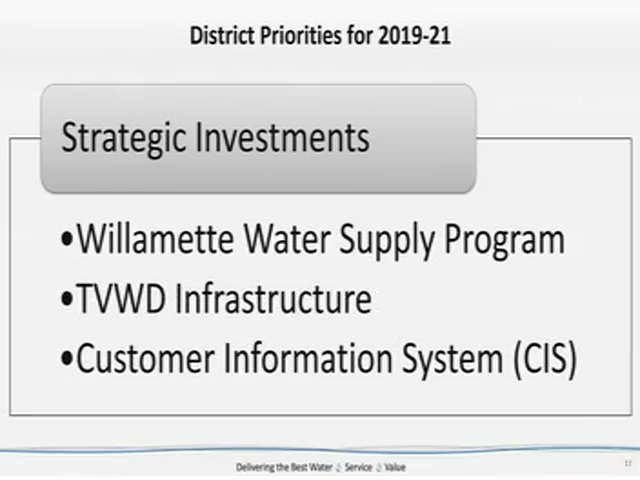 District Priorities for 2019-21
Strategic Investments
•Willamette Water Supply Program
•TVWD Infrastructure
•Customer Information System (CIS)
Delivering the Best Water Service Value